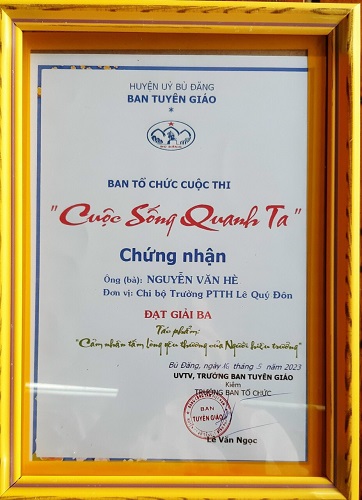 HUYỆN UỶ BÙ ĐĂNG
BAN TUYÊN GIÁO
*
BAN TỔ CHỨC CUỘC THI
"Cuộc Sống Quanh Ta"
Chứng nhận
Ông (bà): NGUYỄN VĂN HÈ
Đơn vị: Chi bộ Trường PTTH Lê Quý Đôn
ĐẠT GIẢI BA
Tác phẩm:
"Cảm nhận tấm lòng yêu thương của Người hiệu trưởng"
Bù Đăng, ngày 16 tháng 5 năm 2023
UVTV, TRƯỞNG BAN TUYÊN GIÁO
Kiêm
TRƯỞNG BAN TỔ CHỨC
BAN
TUYÊN GIÁO
Lê Văn Ngọc